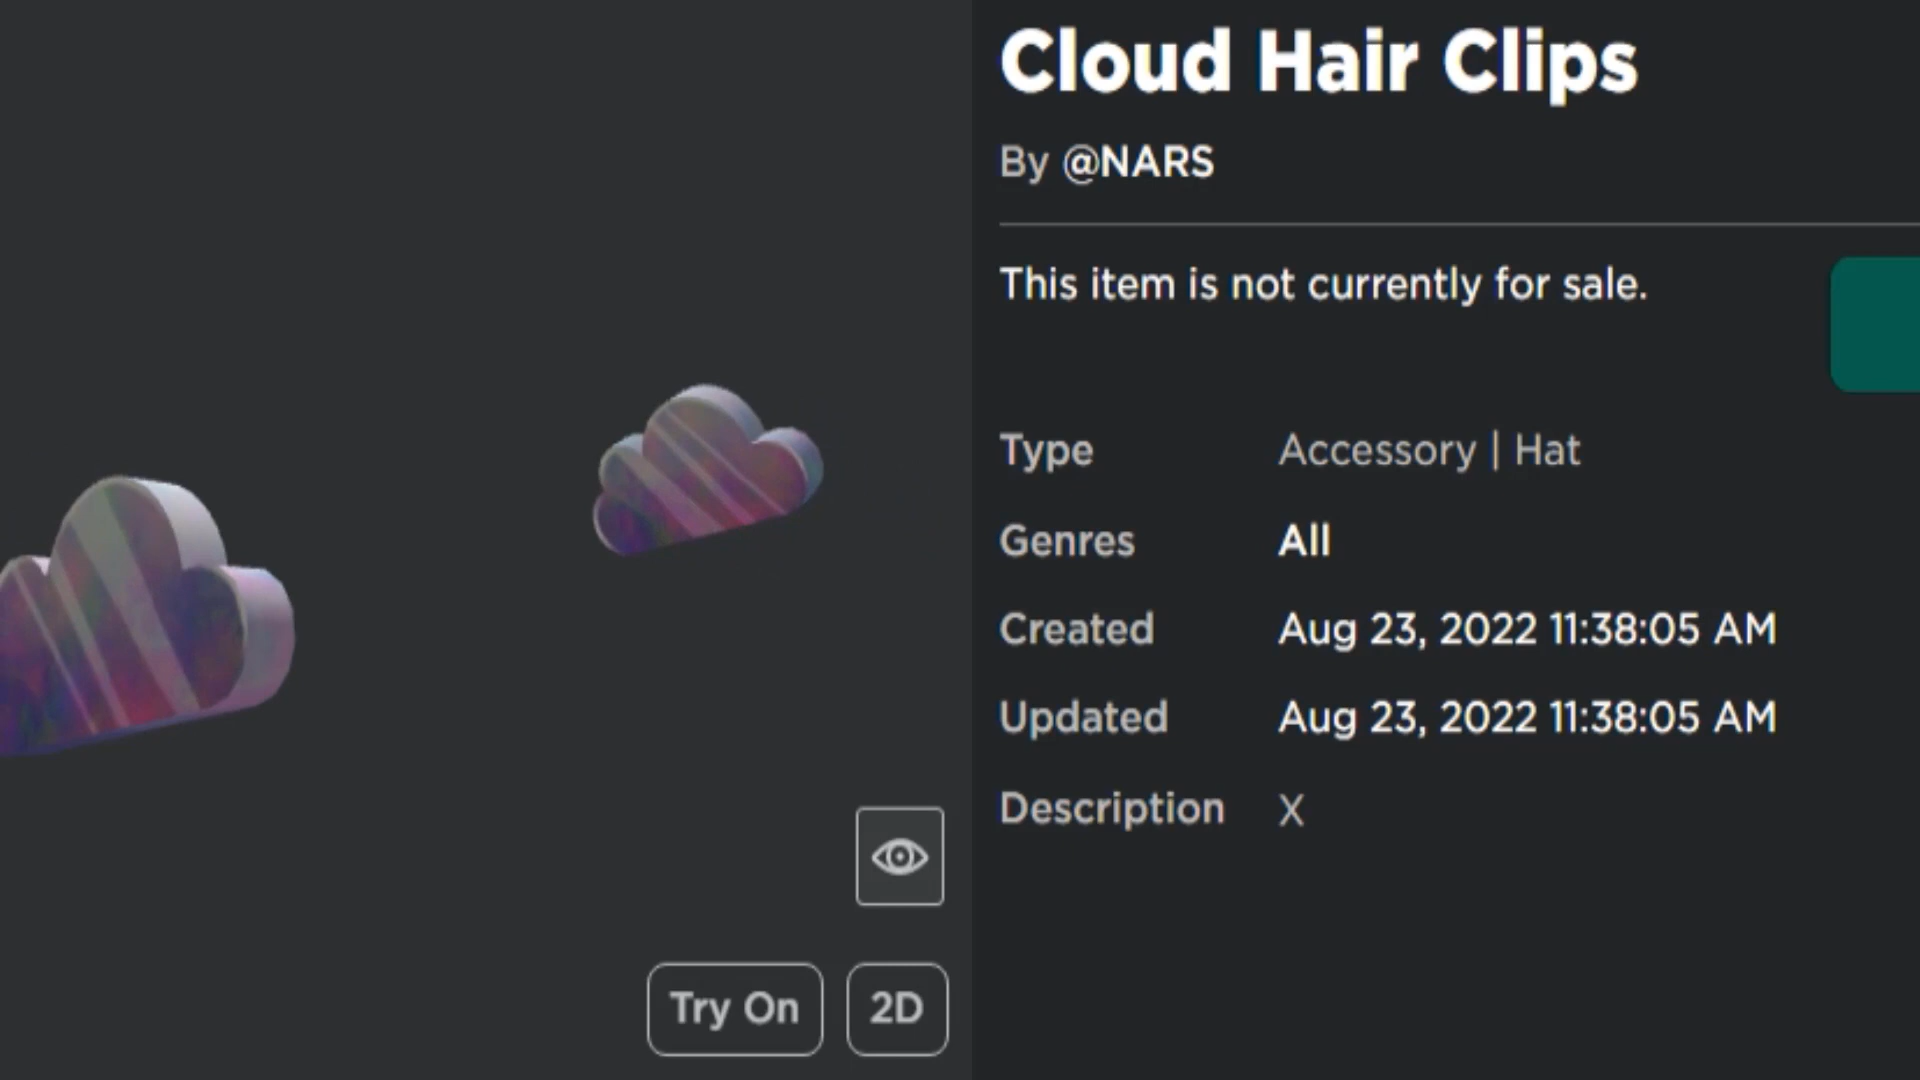 Cloud Hair Clips
By @NARS
This item is not currently for sale.
Type Accessory | Hat
Genres All
Created Aug 23, 2022 11:38:05 AM
Updated Aug 23, 2022 11:38:05 AM
Description X
Try On 2D